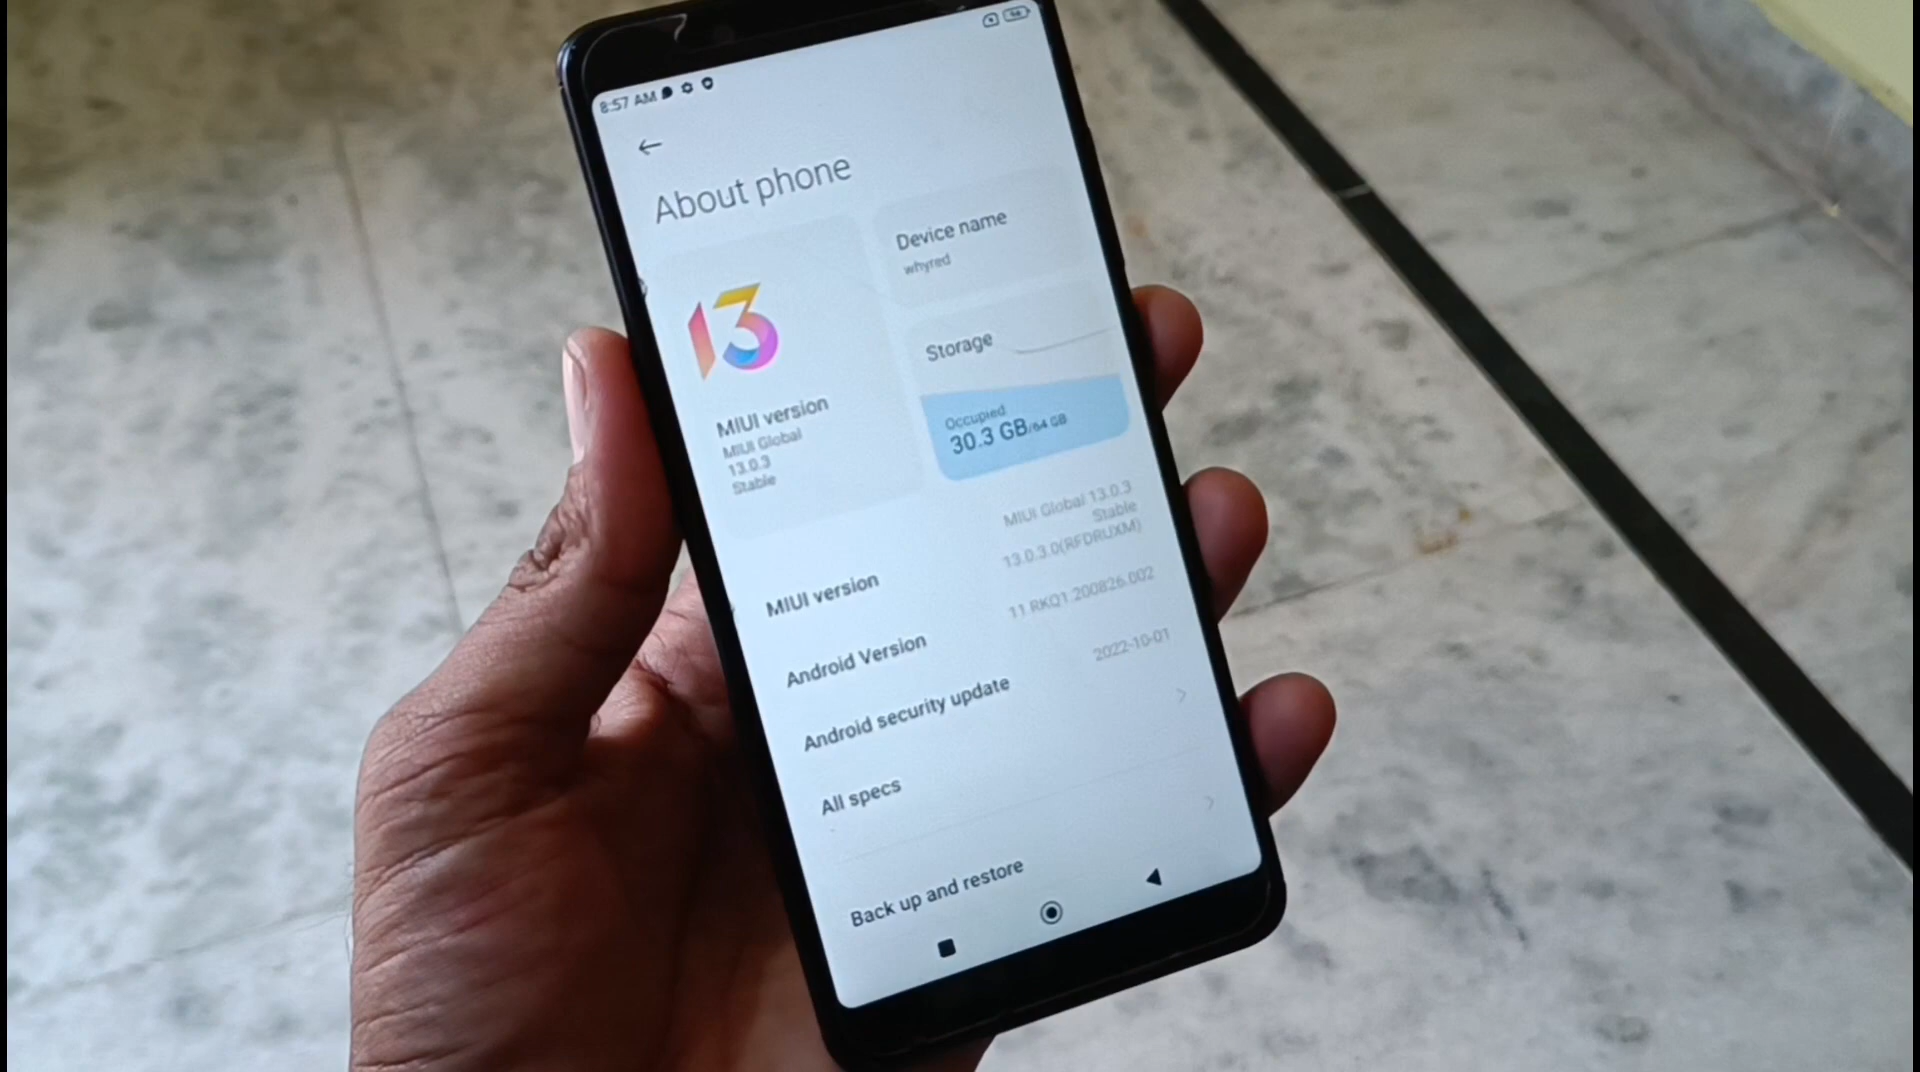 8:57 AM
About phone
13
MIUI version
MIUI Global
13.0.3
Stable
Device name
whyred
Storage
Occupied
30.3 GB/64 GB
MIUI version
MIUI Global 13.0.3
Stable
13.0.3.0(RFDRUXM)
Android Version
11 RKQ1.200826.002
Android security update
2022-10-01
All specs
Back up and restore